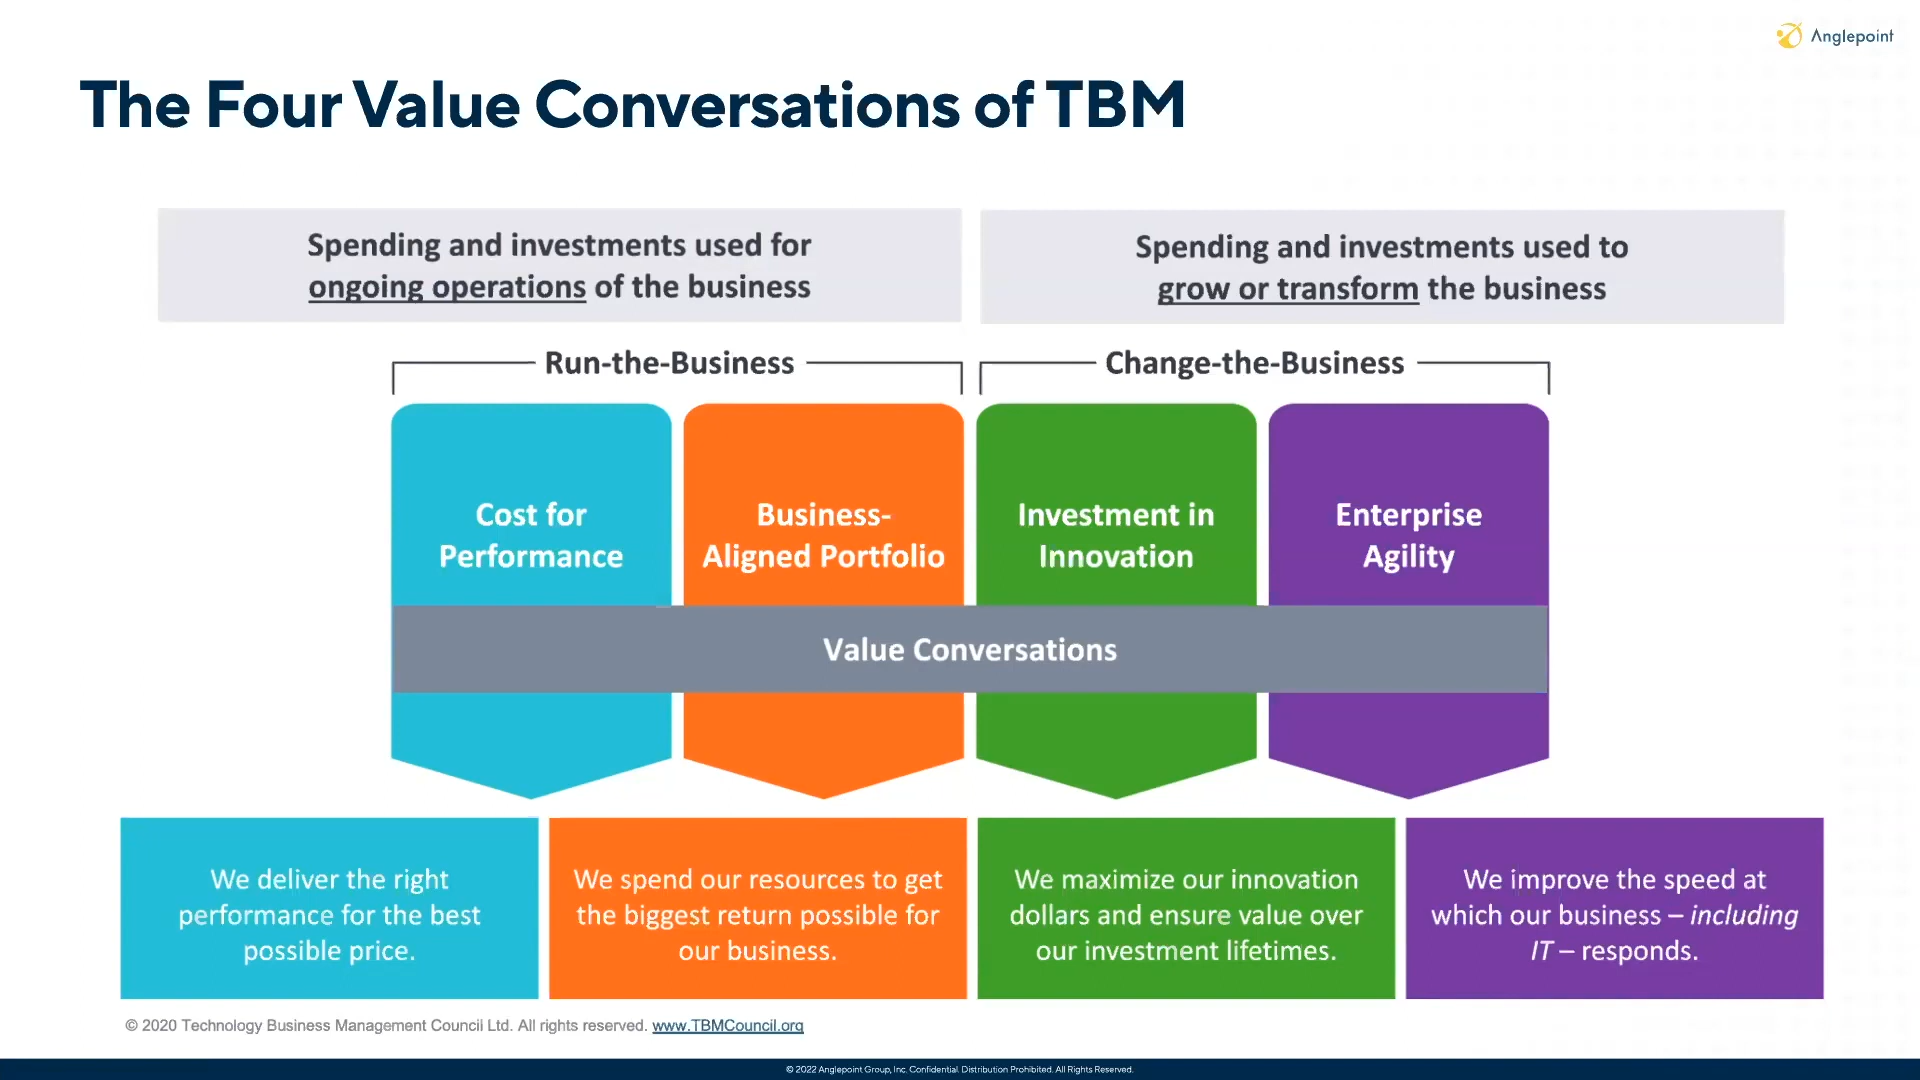 Anglepoint
The Four Value Conversations of TBM
Spending and investments used for
ongoing operations of the business
Spending and investments used to
grow or transform the business
Run-the-Business
Change-the-Business
Cost for
Performance
Business-
Aligned Portfolio
Investment in
Innovation
Enterprise
Agility
Value Conversations
We deliver the right
performance for the best
possible price.
We spend our resources to get
the biggest return possible for
our business.
We maximize our innovation
dollars and ensure value over
our investment lifetimes.
We improve the speed at
which our business – including
IT – responds.
© 2020 Technology Business Management Council Ltd. All rights reserved. www.TBMCouncil.org
© 2022 Anglepoint Group, Inc. Confidential. Distribution Prohibited. All Rights Reserved.